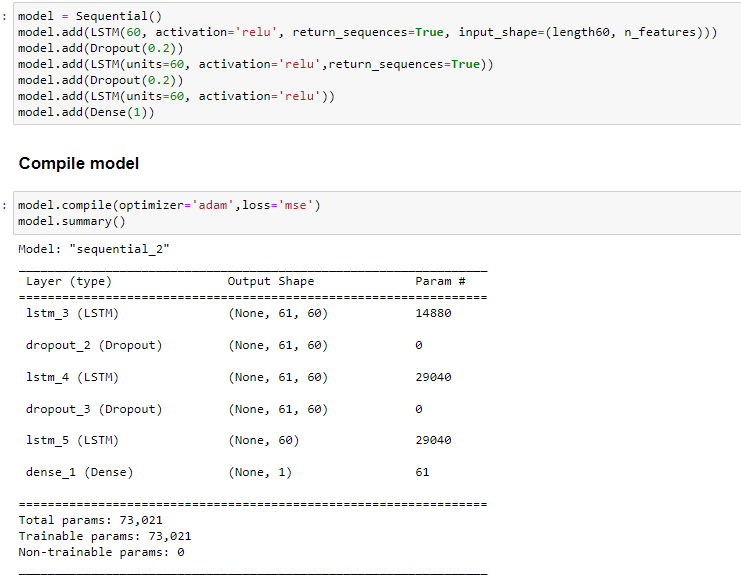 : model = Sequential()
model.add(LSTM(60, activation='relu', return_sequences=True, input_shape=(length60, n_features)))
model.add(Dropout(0.2))
model.add(LSTM(units=60, activation='relu',return_sequences=True))
model.add(Dropout(0.2))
model.add(LSTM(units=60, activation='relu'))
model.add(Dense(1))
Compile model
: model.compile(optimizer='adam',loss='mse')
model.summary()
Model: "sequential_2"
_________________________________________________________________
Layer (type) Output Shape Param #
=================================================================
lstm_3 (LSTM) (None, 61, 60) 14880
dropout_2 (Dropout) (None, 61, 60) 0
lstm_4 (LSTM) (None, 61, 60) 29040
dropout_3 (Dropout) (None, 61, 60) 0
lstm_5 (LSTM) (None, 60) 29040
dense_1 (Dense) (None, 1) 61
=================================================================
Total params: 73,021
Trainable params: 73,021
Non-trainable params: 0
_________________________________________________________________